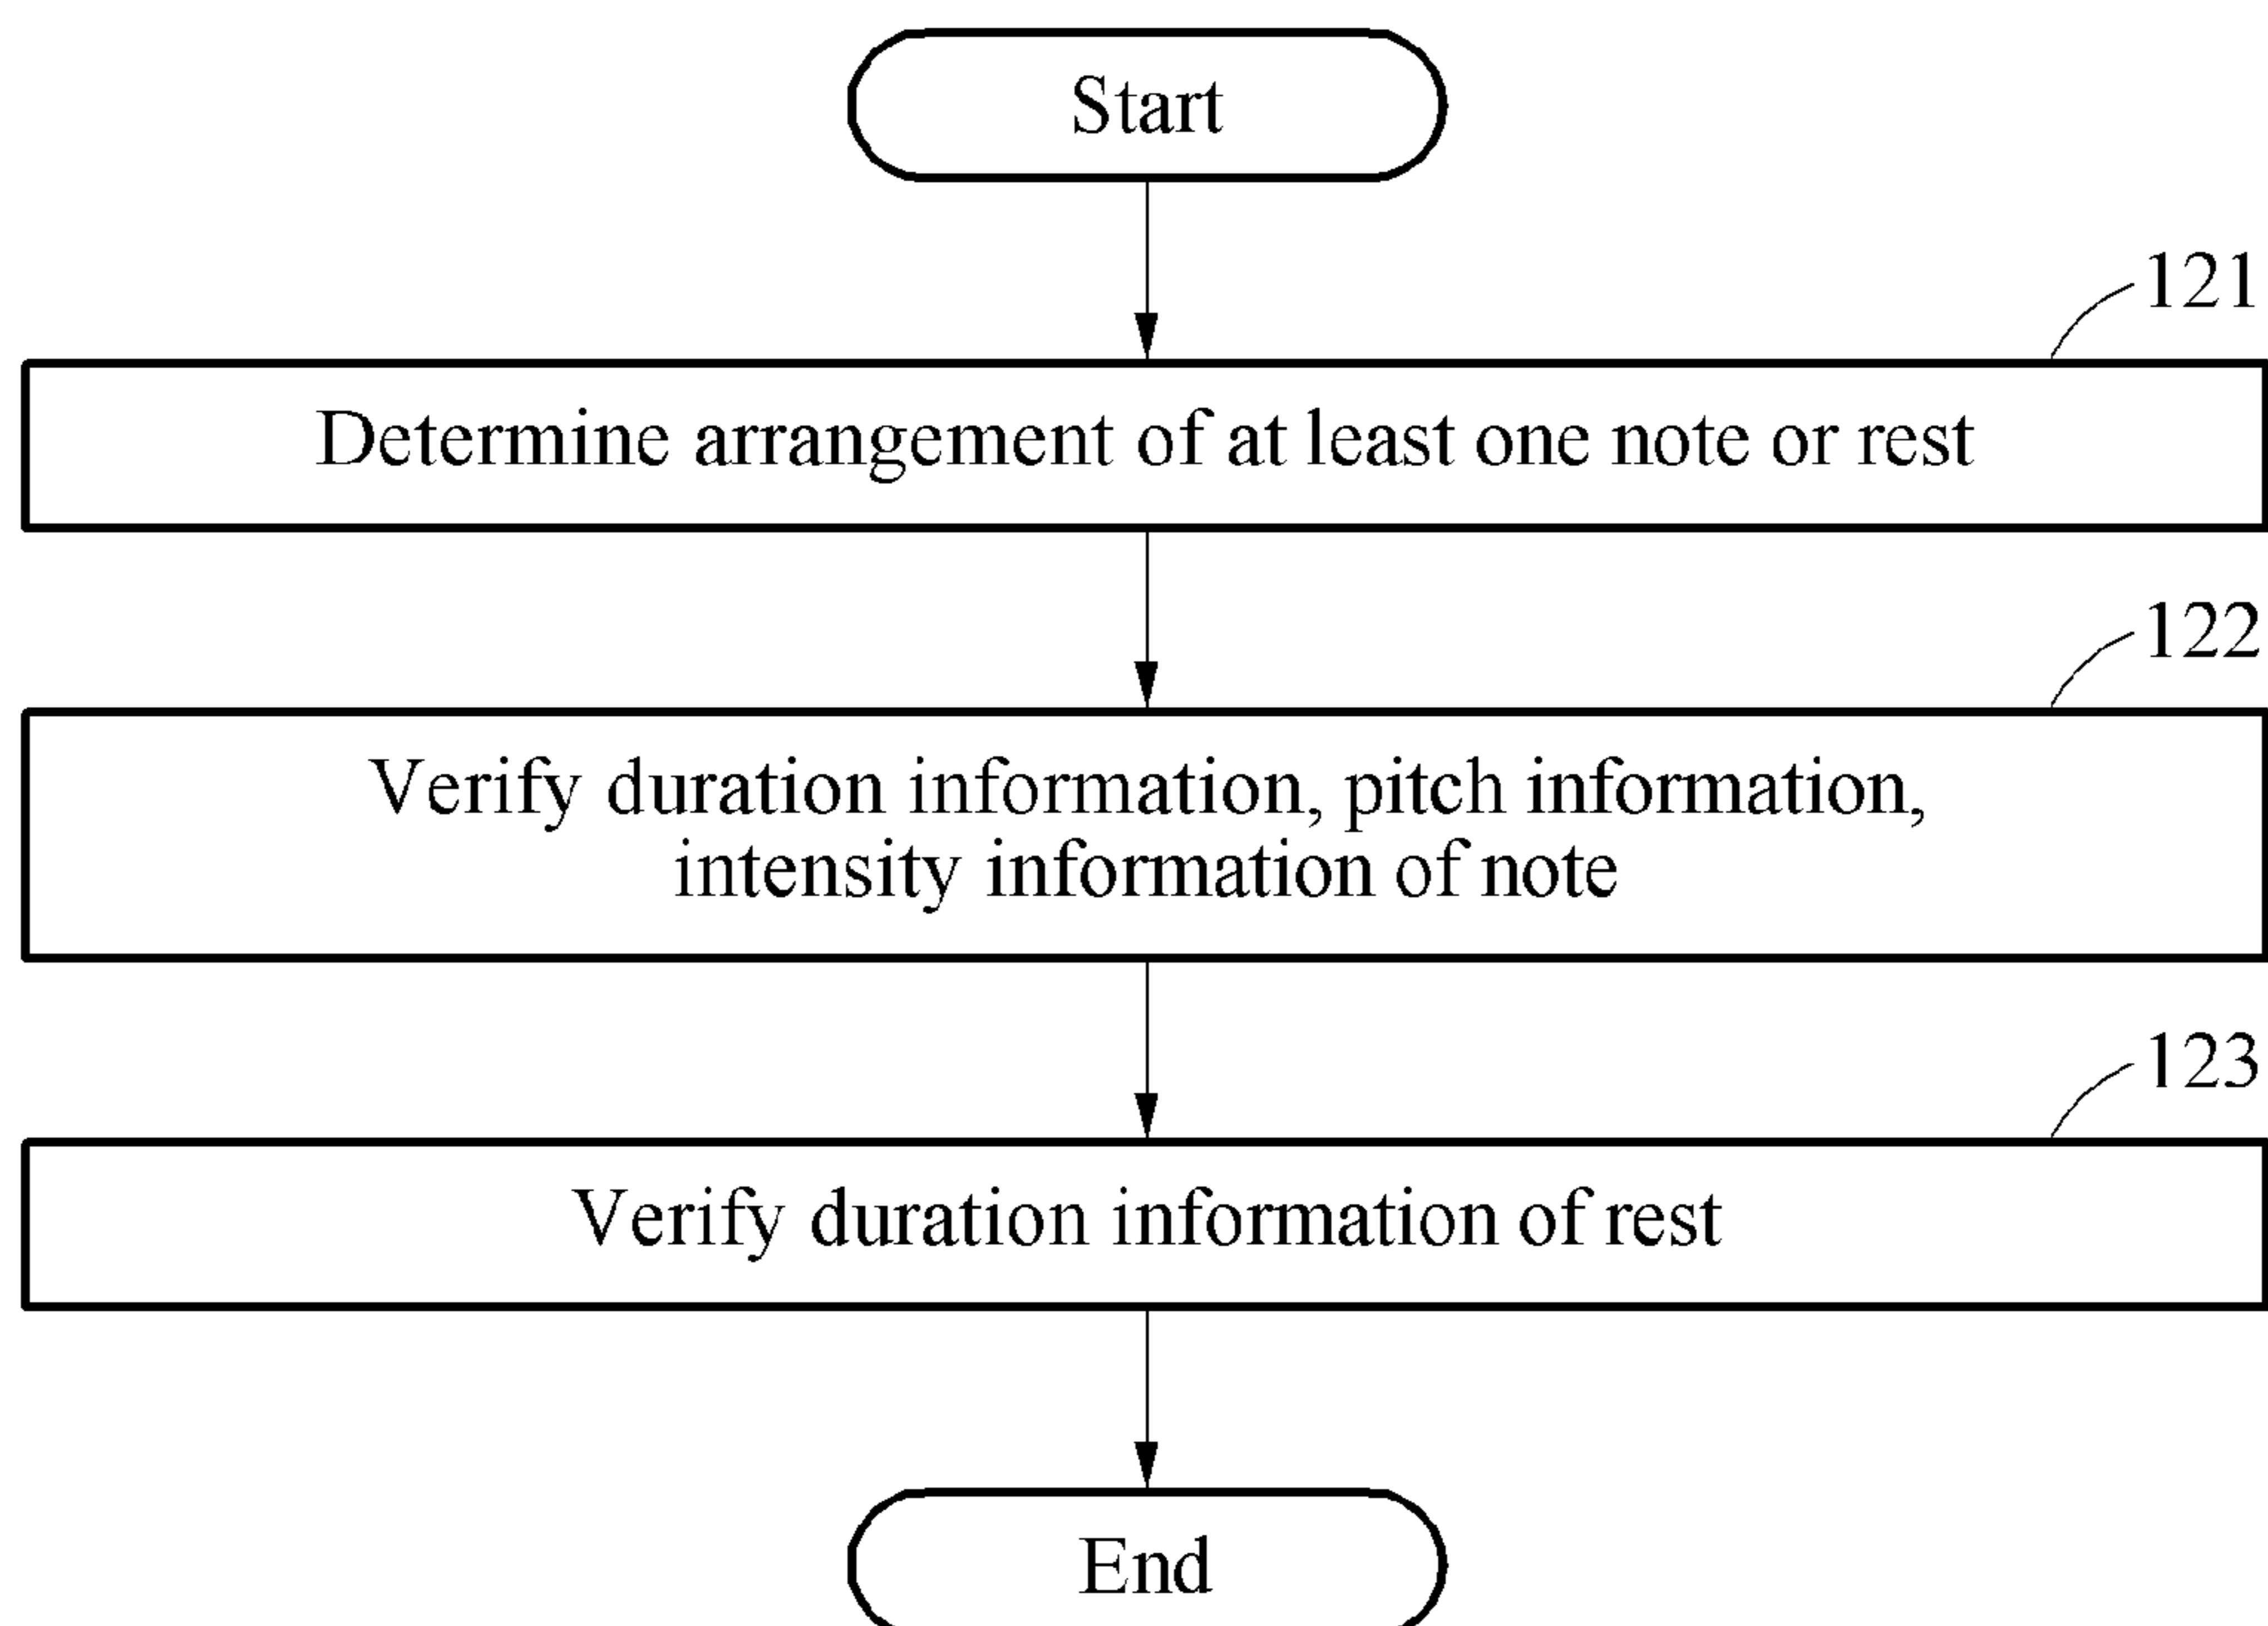 Start
121
Determine arrangement of at least one note or rest
122
Verify duration information, pitch information,
intensity information of note
123
Verify duration information of rest
End